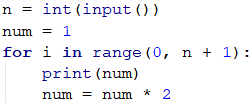 n = int(input())
num = 1
for i in range(0, n + 1):
    print(num)
    num = num * 2